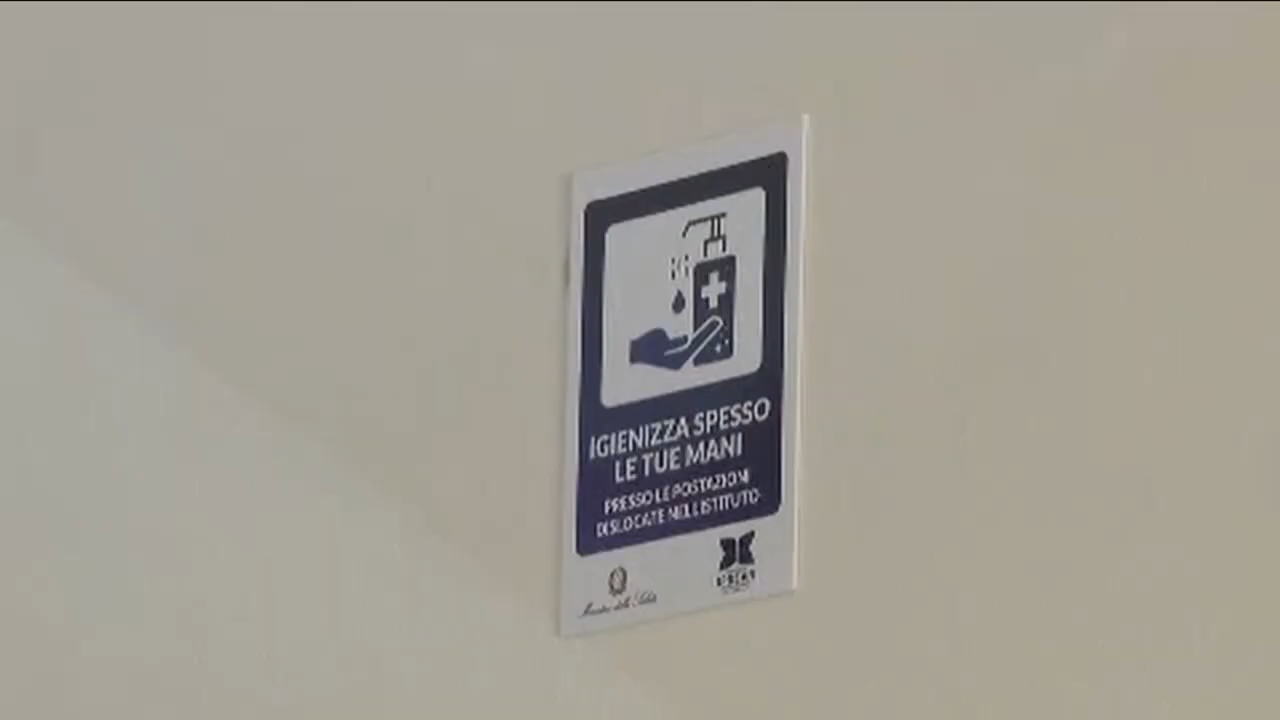 IGIENIZZA SPESSO
LE TUE MANI
PRESSO LE POSTAZIONI
DISLOCATE NELL'ISTITUTO